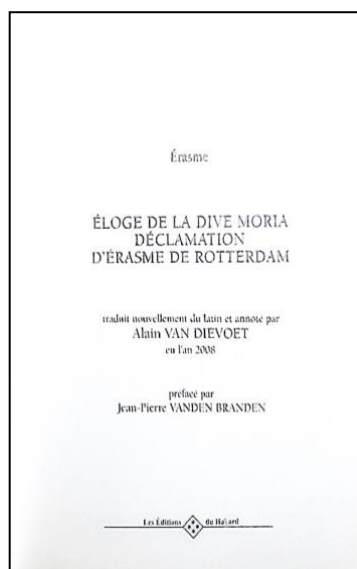 Érasme
ÉLOGE DE LA DIVE MORIA
DÉCLAMATION
D'ÉRASME DE ROTTERDAM
traduit nouvellement du latin et annoté par
Alain VAN DIEVOET
en l'an 2008
préfacé par
Jean-Pierre VANDEN BRANDEN
Les Éditions du Hasard